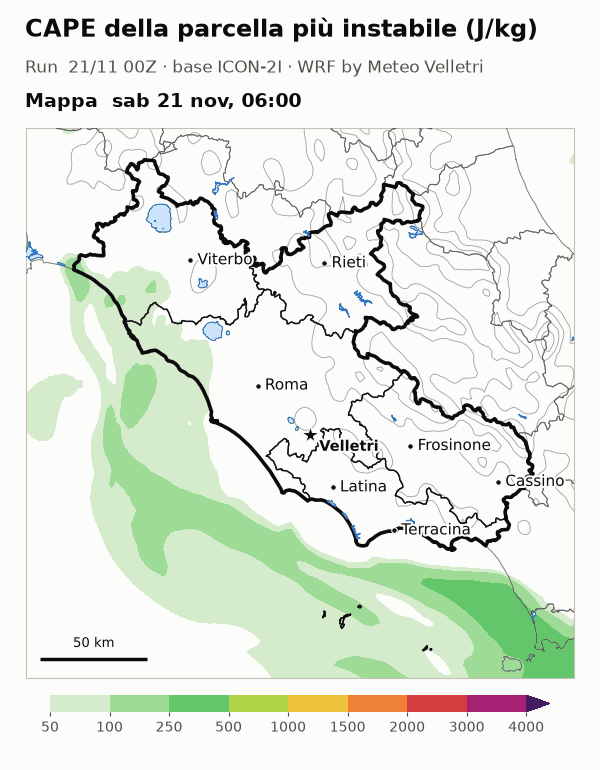 CAPE della parcella più instabile (J/kg)
Run 21/11 00Z · base ICON-2I · WRF by Meteo Velletri
Mappa sab 21 nov, 06:00
Viterbo
Rieti
Roma
Velletri
Frosinone
Latina
Cassino
Terracina
50 km
50 100 250 500 1000 1500 2000 3000 4000